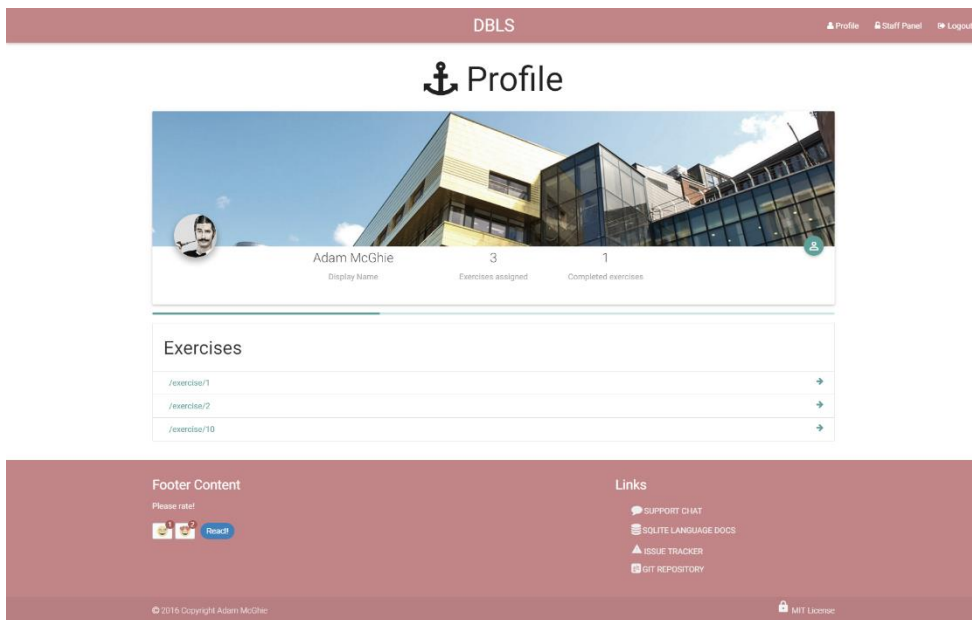 DBLS
Profile Staff Panel Logout
Profile
Adam McGhie 3 1
Display Name Exercises assigned Completed exercises
Exercises
/exercise/1
/exercise/2
/exercise/10
Footer Content
Please rate!
1 2 React!
Links
SUPPORT CHAT
SQLITE LANGUAGE DOCS
ISSUE TRACKER
GIT REPOSITORY
© 2016 Copyright Adam McGhie MIT License